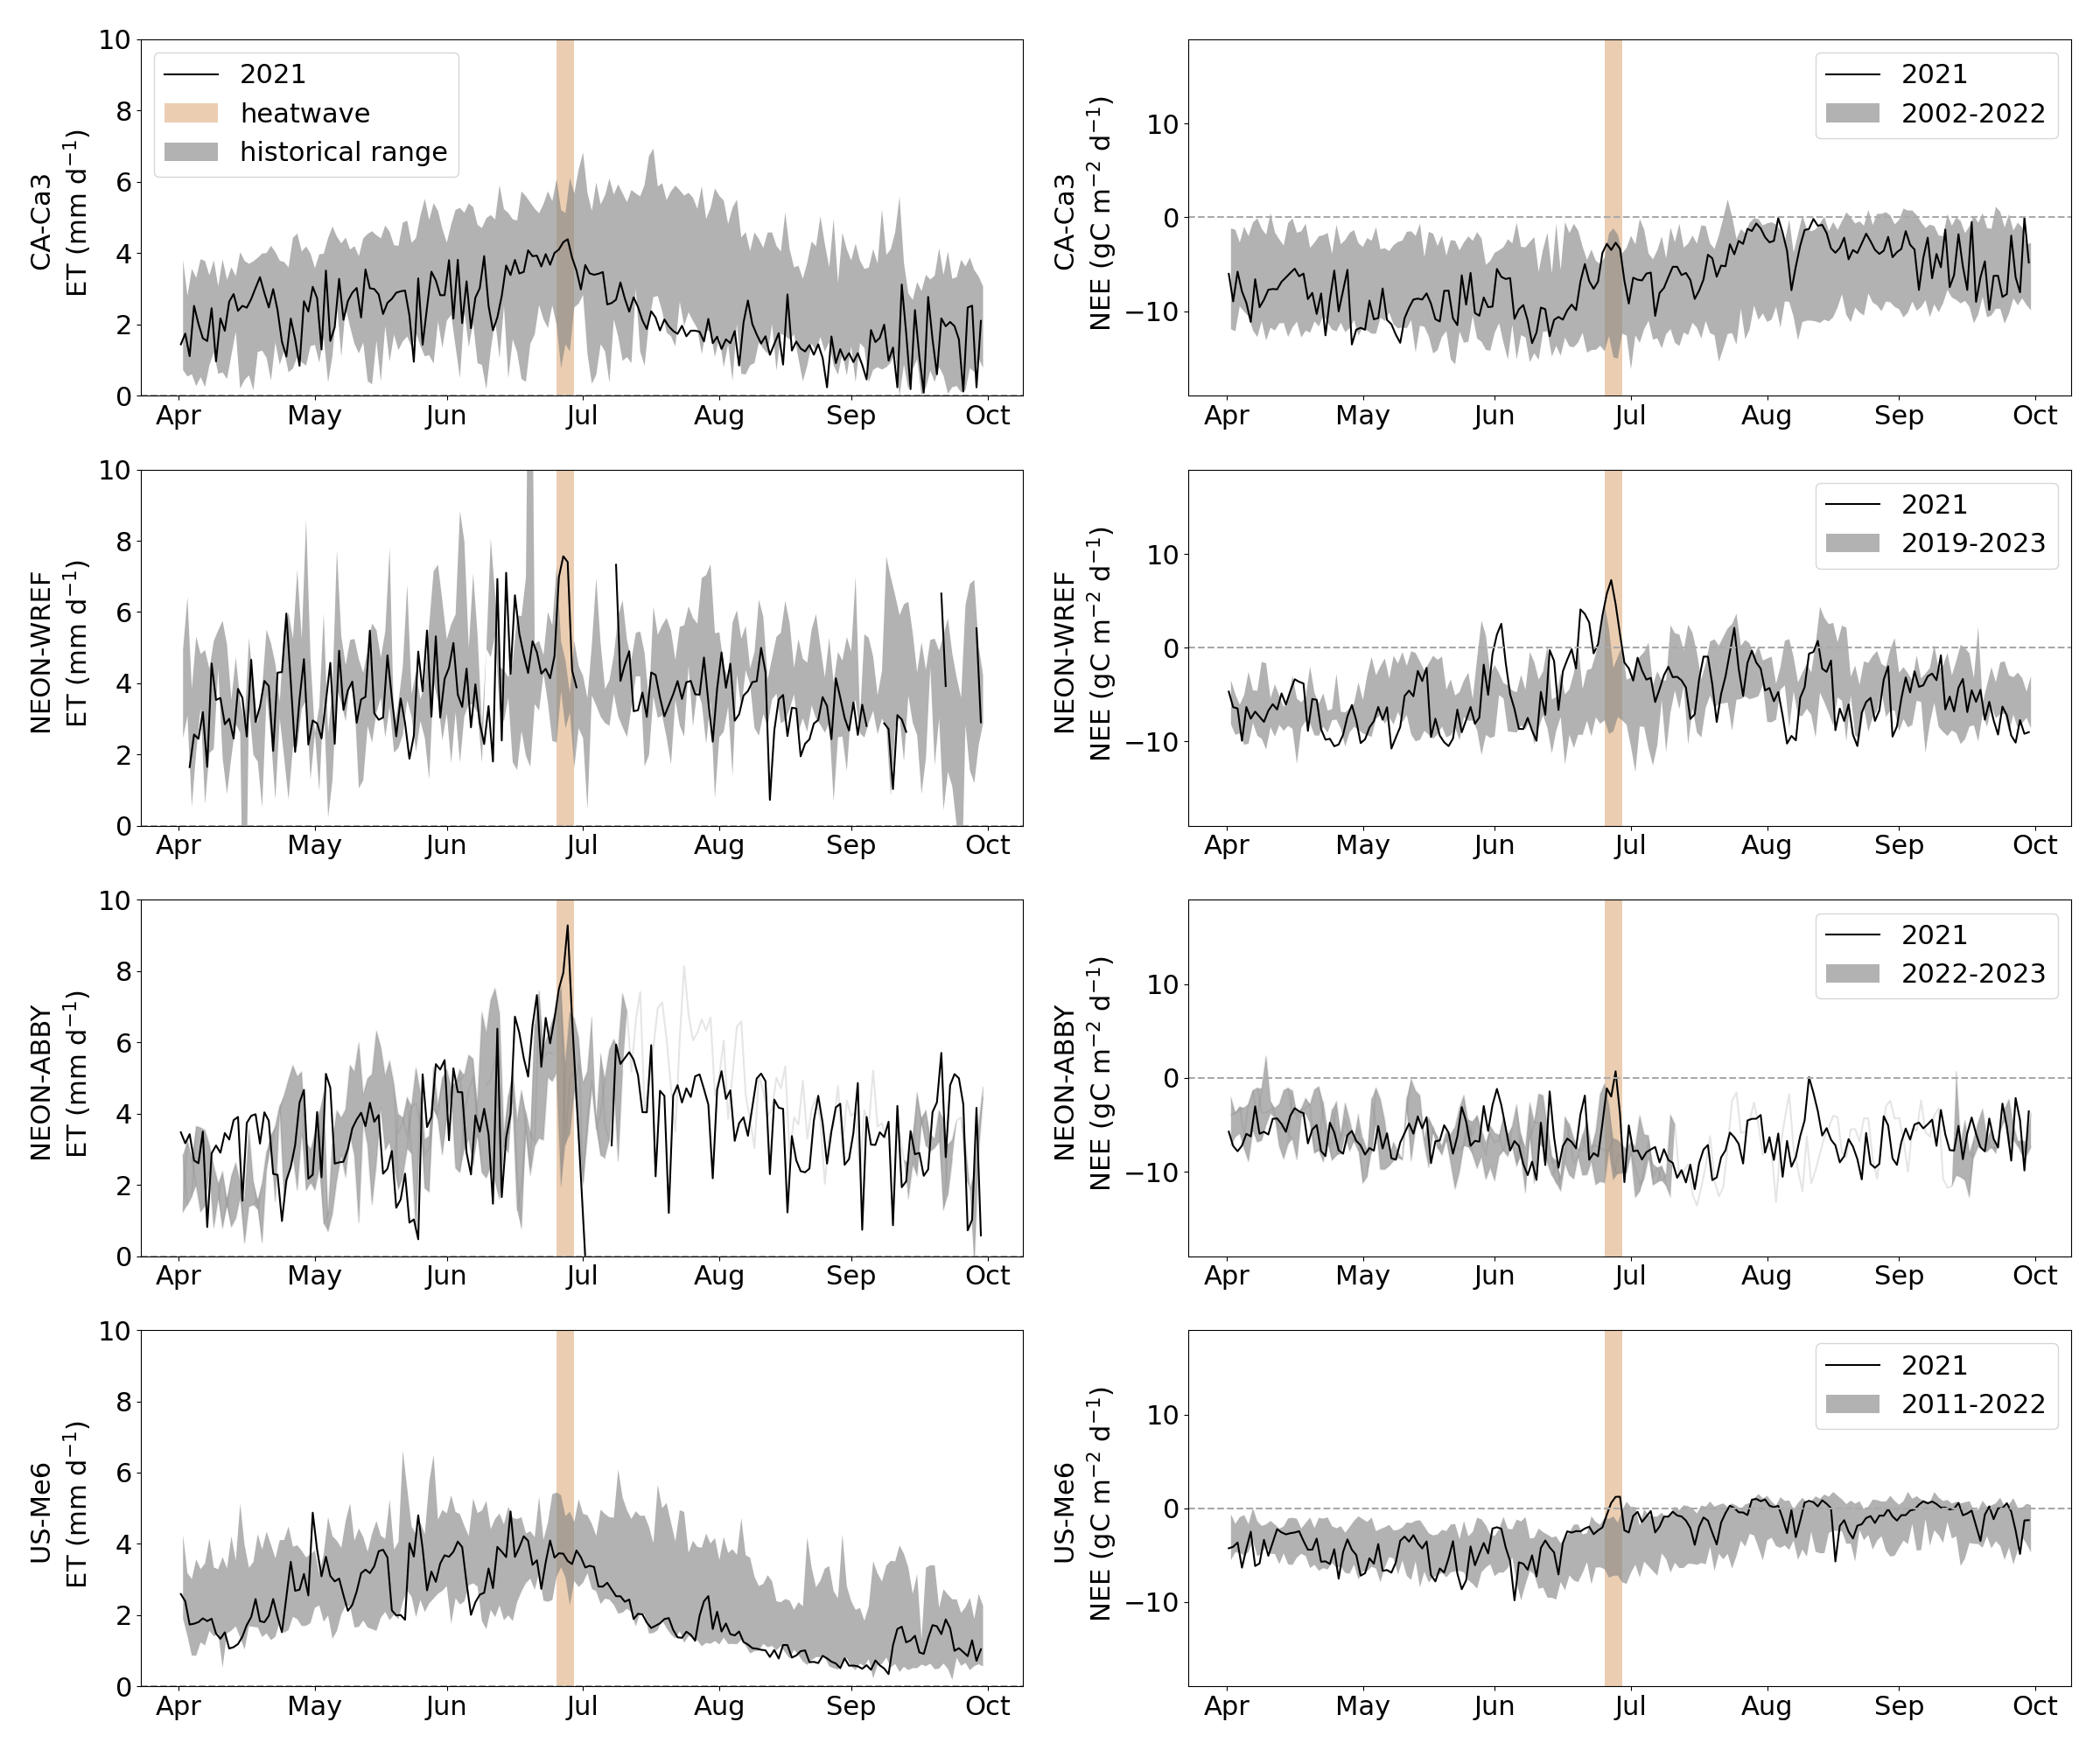 CA-Ca3
ET (mm d⁻¹)
10
8
6
4
2
0
2021
heatwave
historical range
Apr May Jun Jul Aug Sep Oct
CA-Ca3
NEE (gC m⁻² d⁻¹)
10
0
−10
2021
2002-2022
Apr May Jun Jul Aug Sep Oct
NEON-WREF
ET (mm d⁻¹)
10
8
6
4
2
0
Apr May Jun Jul Aug Sep Oct
NEON-WREF
NEE (gC m⁻² d⁻¹)
10
0
−10
2021
2019-2023
Apr May Jun Jul Aug Sep Oct
NEON-ABBY
ET (mm d⁻¹)
10
8
6
4
2
0
Apr May Jun Jul Aug Sep Oct
NEON-ABBY
NEE (gC m⁻² d⁻¹)
10
0
−10
2021
2022-2023
Apr May Jun Jul Aug Sep Oct
US-Me6
ET (mm d⁻¹)
10
8
6
4
2
0
Apr May Jun Jul Aug Sep Oct
US-Me6
NEE (gC m⁻² d⁻¹)
10
0
−10
2021
2011-2022
Apr May Jun Jul Aug Sep Oct